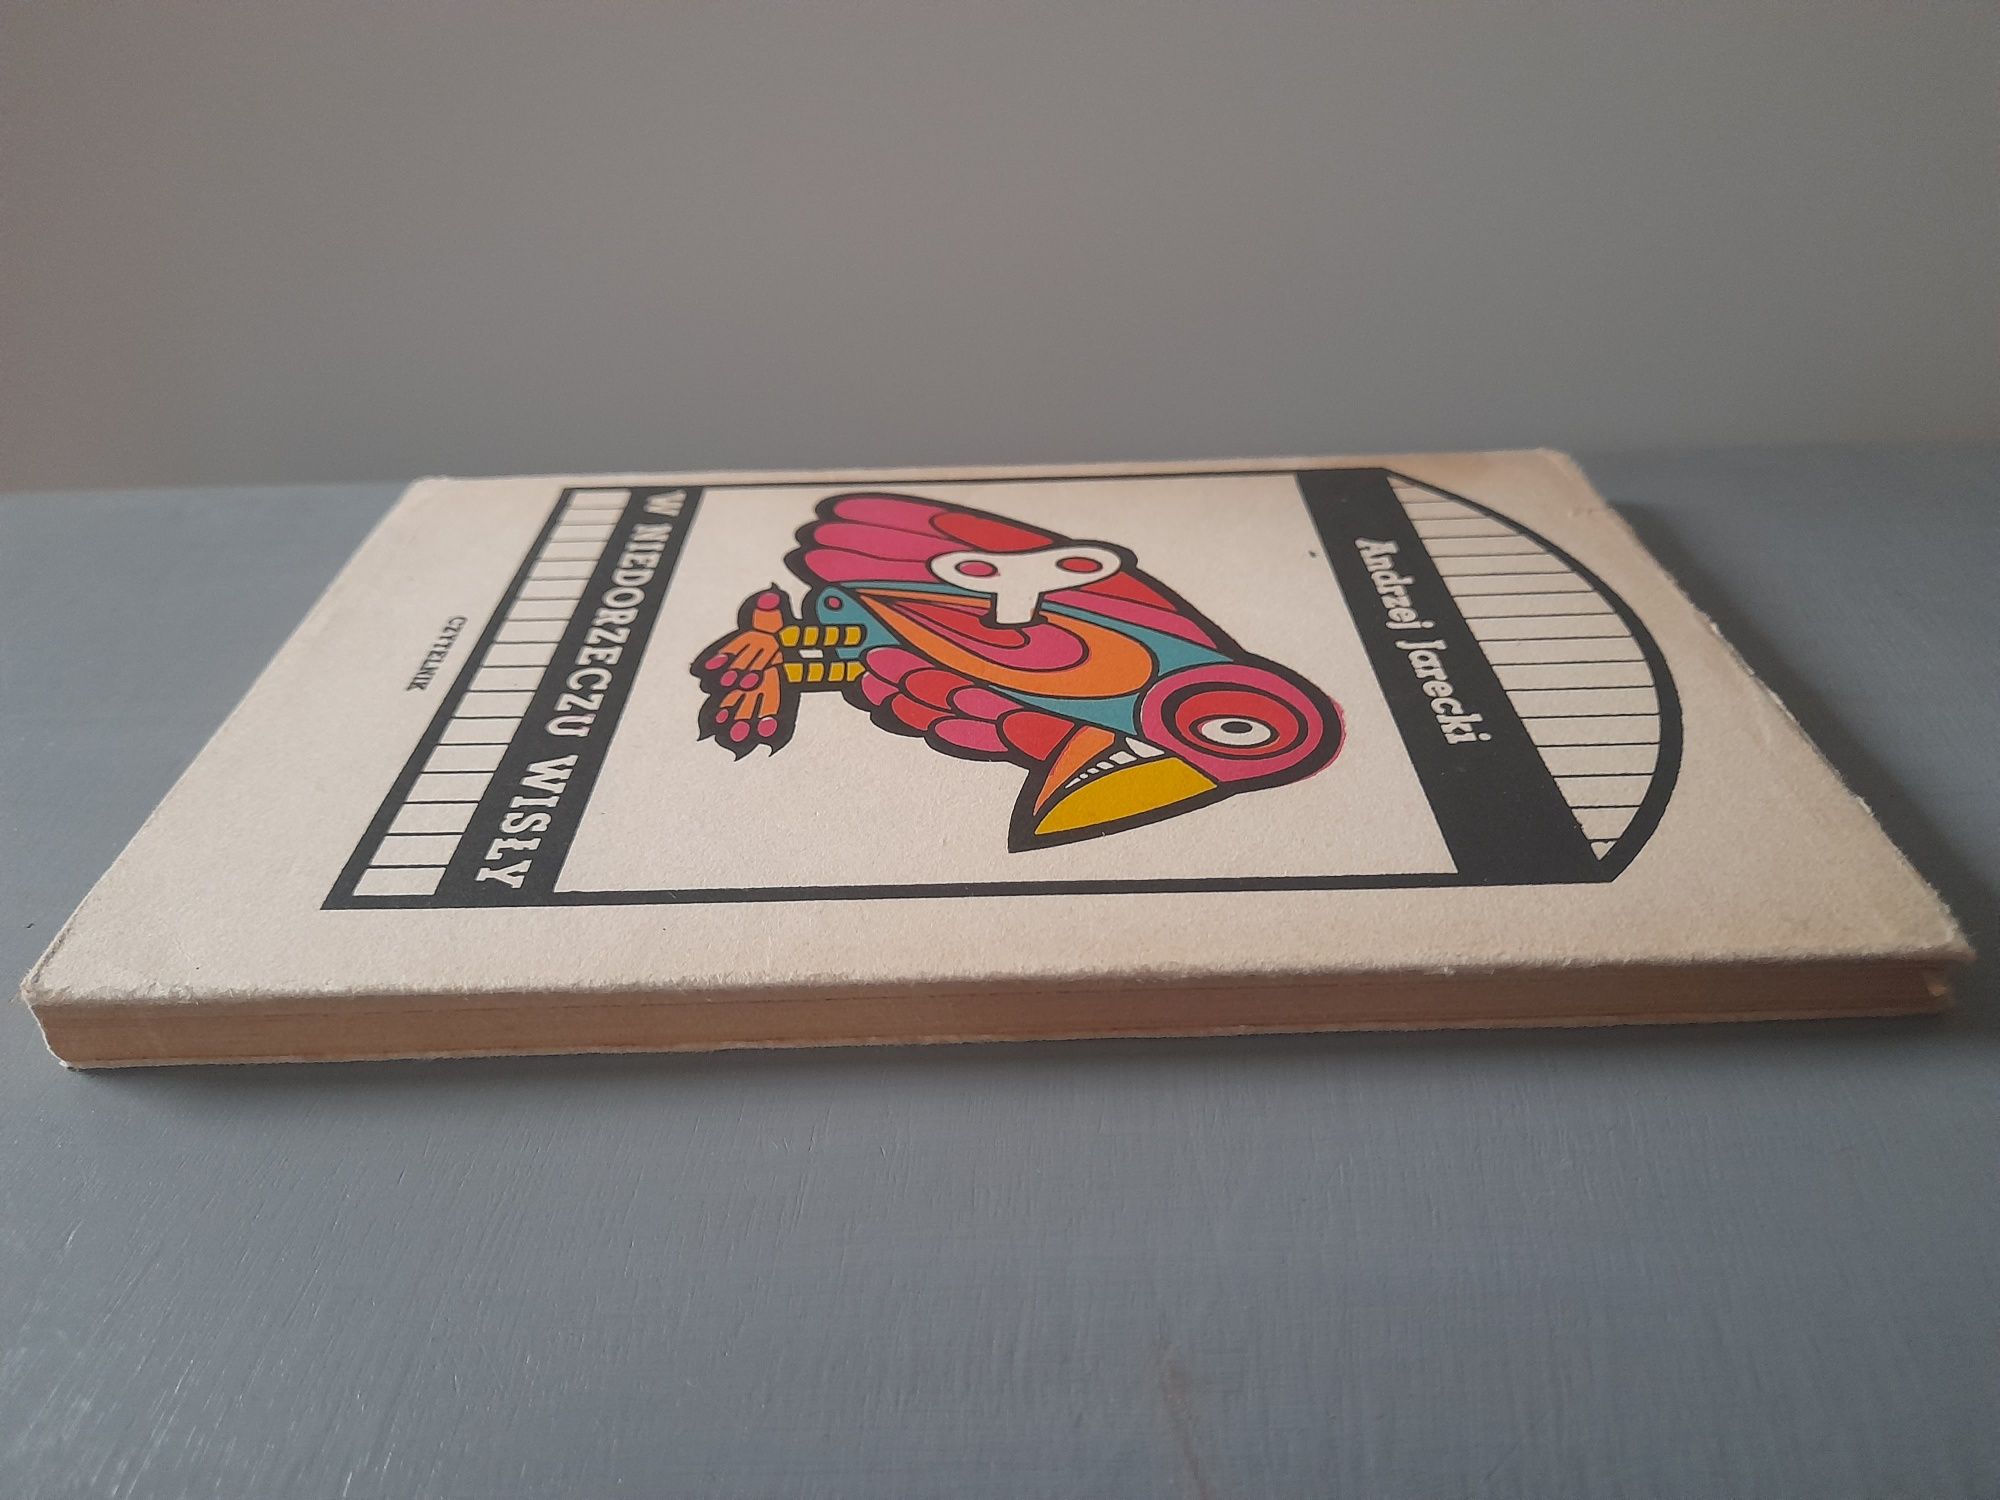 Andrzej Jarecki
W NIEDORZECZU WISŁY
CZYTELNIK